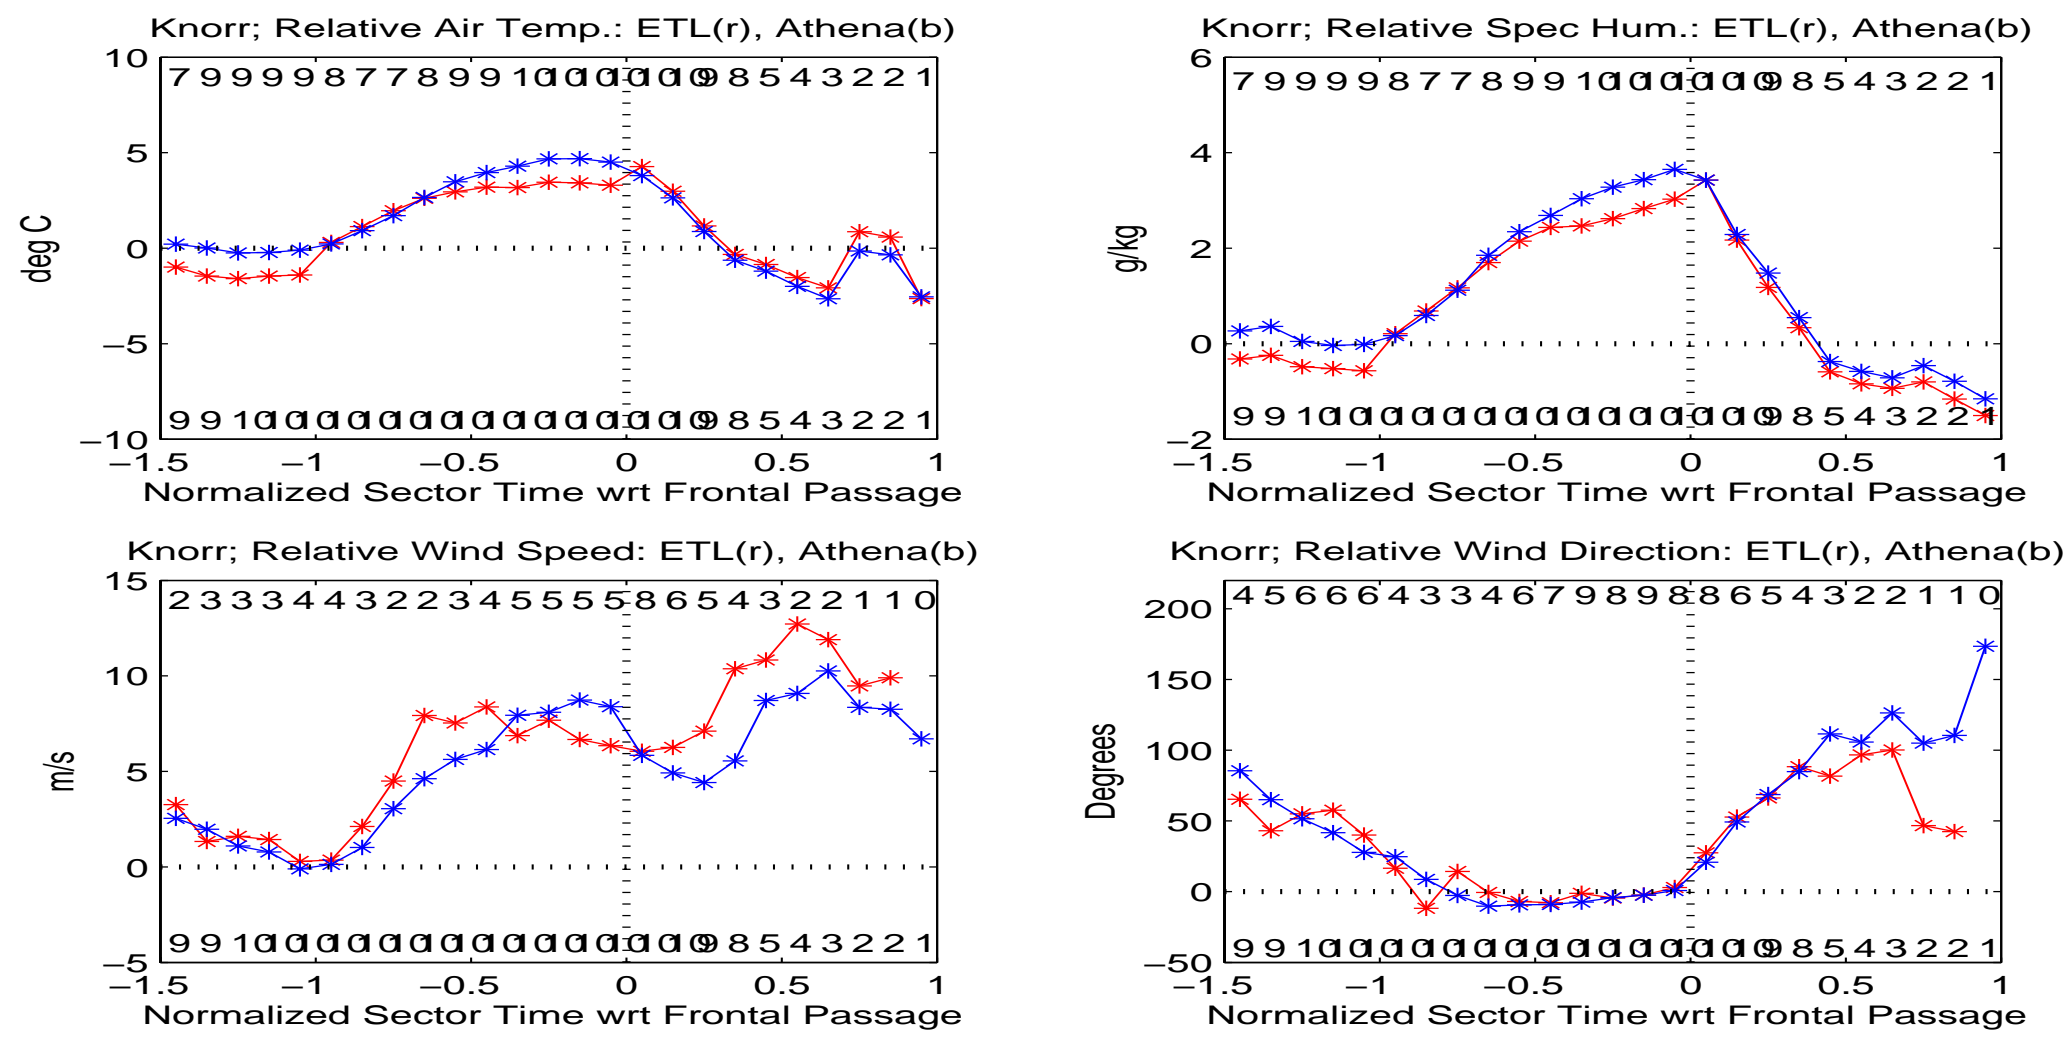 Knorr; Relative Air Temp.: ETL(r), Athena(b)
10
7 9 9 9 9 8 7 7 8 9 9 10 10 10 10 10 10 9 8 5 4 3 2 2 1
5
deg C
0
−5
9 9 10 10 10 10 10 10 10 10 10 10 10 10 10 10 10 9 8 5 4 3 2 2 1
−10
−1.5 −1 −0.5 0 0.5 1
Normalized Sector Time wrt Frontal Passage
Knorr; Relative Spec Hum.: ETL(r), Athena(b)
6
7 9 9 9 9 8 7 7 8 9 9 10 10 10 10 10 10 9 8 5 4 3 2 2 1
4
g/kg
2
0
9 9 10 10 10 10 10 10 10 10 10 10 10 10 10 10 10 9 8 5 4 3 2 2 1
−2
−1.5 −1 −0.5 0 0.5 1
Normalized Sector Time wrt Frontal Passage
Knorr; Relative Wind Speed: ETL(r), Athena(b)
15
2 3 3 3 4 4 3 2 2 3 4 5 5 5 5 8 6 5 4 3 2 2 1 1 0
10
m/s
5
0
9 9 10 10 10 10 10 10 10 10 10 10 10 10 10 10 10 9 8 5 4 3 2 2 1
−5
−1.5 −1 −0.5 0 0.5 1
Normalized Sector Time wrt Frontal Passage
Knorr; Relative Wind Direction: ETL(r), Athena(b)
4 5 6 6 6 4 3 3 4 6 7 9 8 9 8 8 6 5 4 3 2 2 1 1 0
200
150
Degrees
100
50
0
9 9 10 10 10 10 10 10 10 10 10 10 10 10 10 10 10 9 8 5 4 3 2 2 1
−50
−1.5 −1 −0.5 0 0.5 1
Normalized Sector Time wrt Frontal Passage